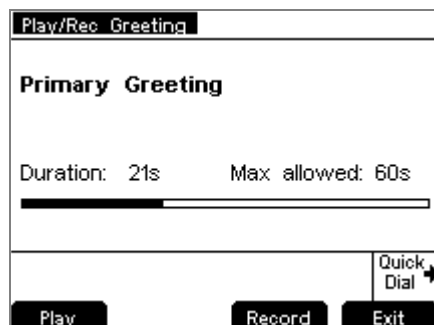 Play/Rec Greeting
Primary Greeting
Duration: 21s Max allowed: 60s
Quick
Dial
Play Record Exit